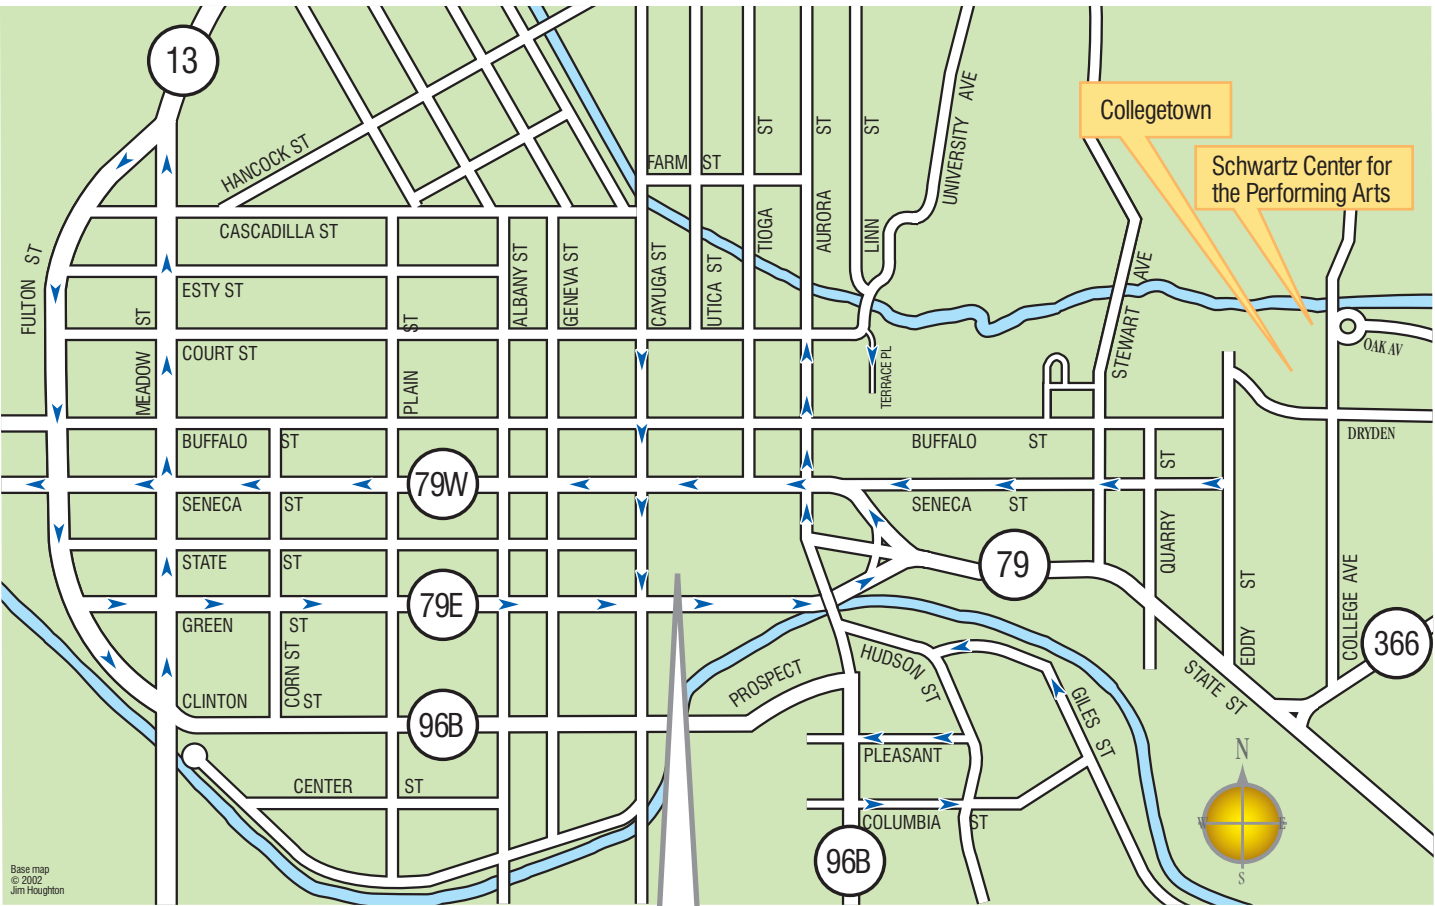 13
Collegetown
Schwartz Center for
the Performing Arts
HANCOCK ST
FARM ST
ST
ST
ST
UNIVERSITY AVE
CASCADILLA ST
FULTON ST
ESTY ST
ALBANY ST
GENEVA ST
CAYUGA ST
UTICA ST
TIOGA
AURORA
LINN
STEWART AVE
MEADOW ST
COURT ST
PLAIN ST
TERRACE PL
OAK AV
BUFFALO ST
BUFFALO ST
DRYDEN
79W
SENECA ST
SENECA ST
QUARRY ST
STATE ST
79
79E
GREEN ST
CORN ST
EDDY ST
COLLEGE AVE
366
CLINTON ST
96B
PROSPECT
HUDSON ST
GILES ST
STATE ST
PLEASANT
CENTER ST
COLUMBIA ST
96B
N
W E
S
Base map
© 2002
Jim Houghton